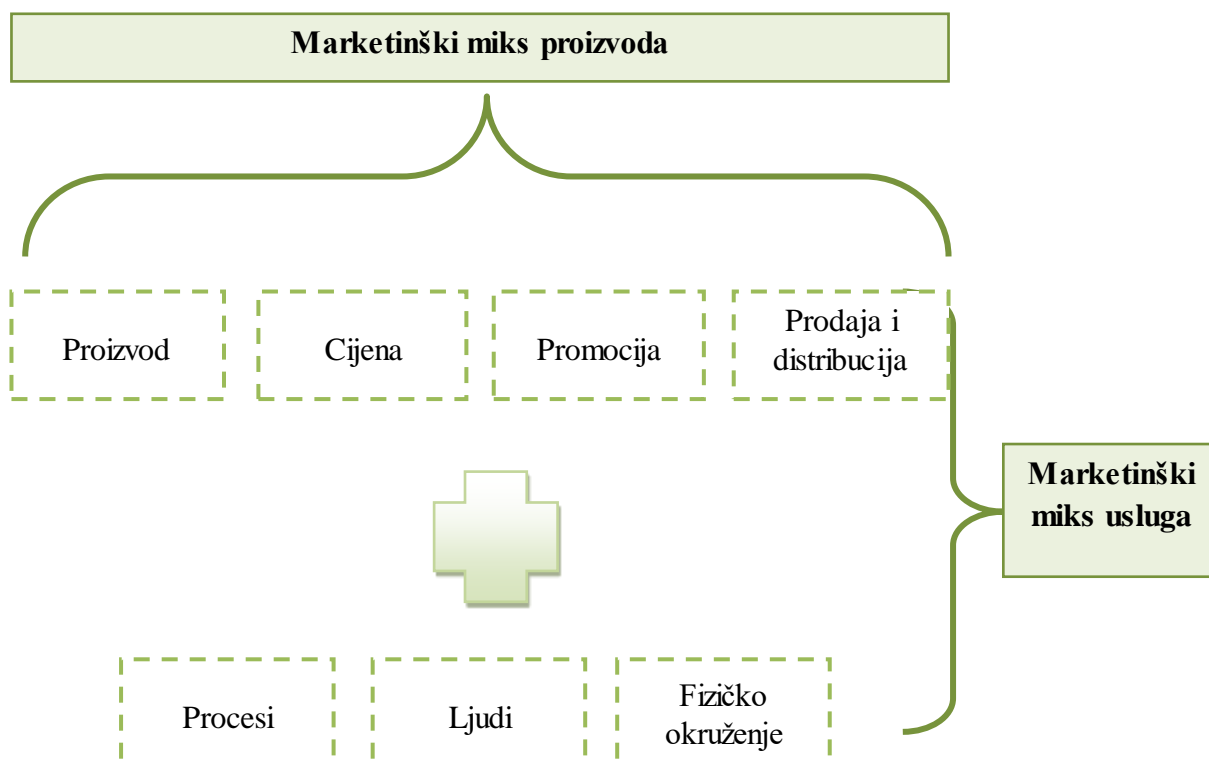 Marketinški miks proizvoda
Proizvod
Cijena
Promocija
Prodaja i
distribucija
Marketinški
miks usluga
Procesi
Ljudi
Fizičko
okruženje